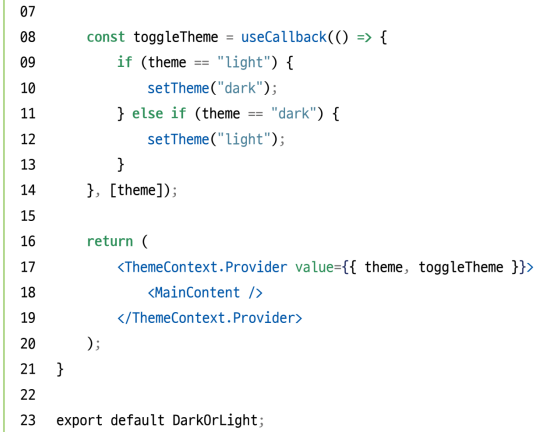 07
08    const toggleTheme = useCallback(() => {
09        if (theme == "light") {
10            setTheme("dark");
11        } else if (theme == "dark") {
12            setTheme("light");
13        }
14    }, [theme]);
15
16    return (
17        <ThemeContext.Provider value={{ theme, toggleTheme }}>
18            <MainContent />
19        </ThemeContext.Provider>
20    );
21 }
22
23 export default DarkOrLight;